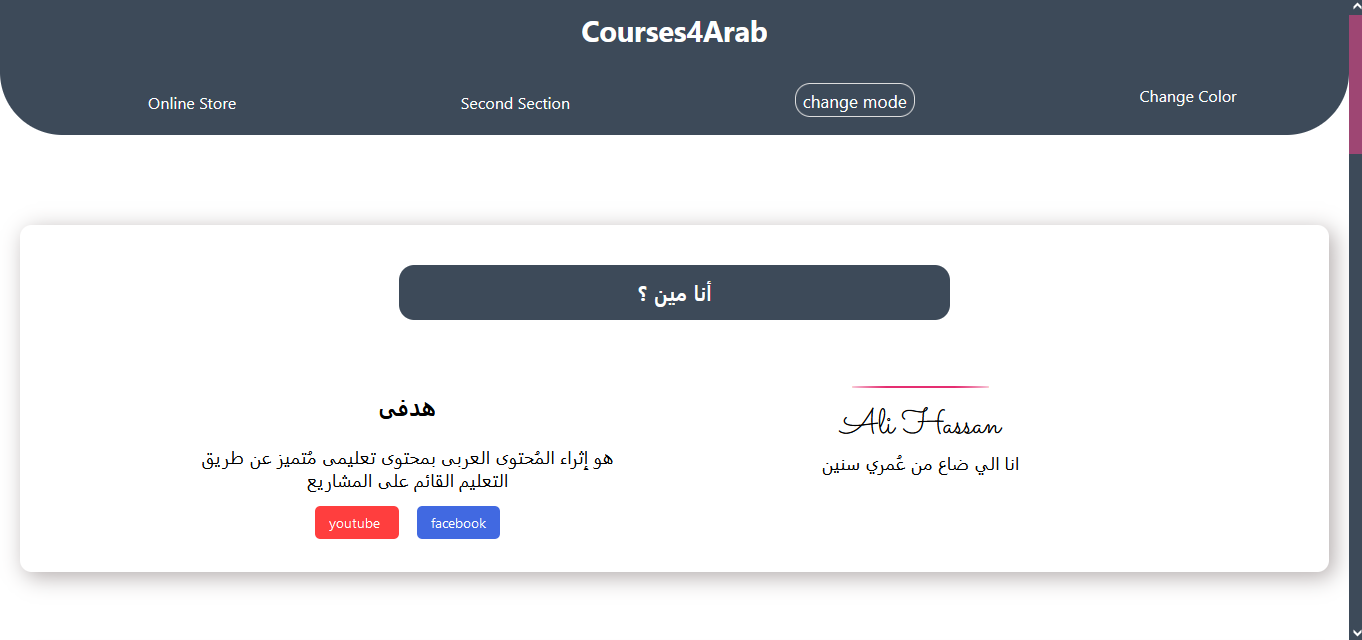 Courses4Arab
Online Store
Second Section
change mode
Change Color
أنا مين ؟
Ali Hassan
انا الي ضاع من عُمري سنين
هدفى
هو إثراء المُحتوى العربى بمحتوى تعليمى مُتميز عن طريق
التعليم القائم على المشاريع
youtube
facebook